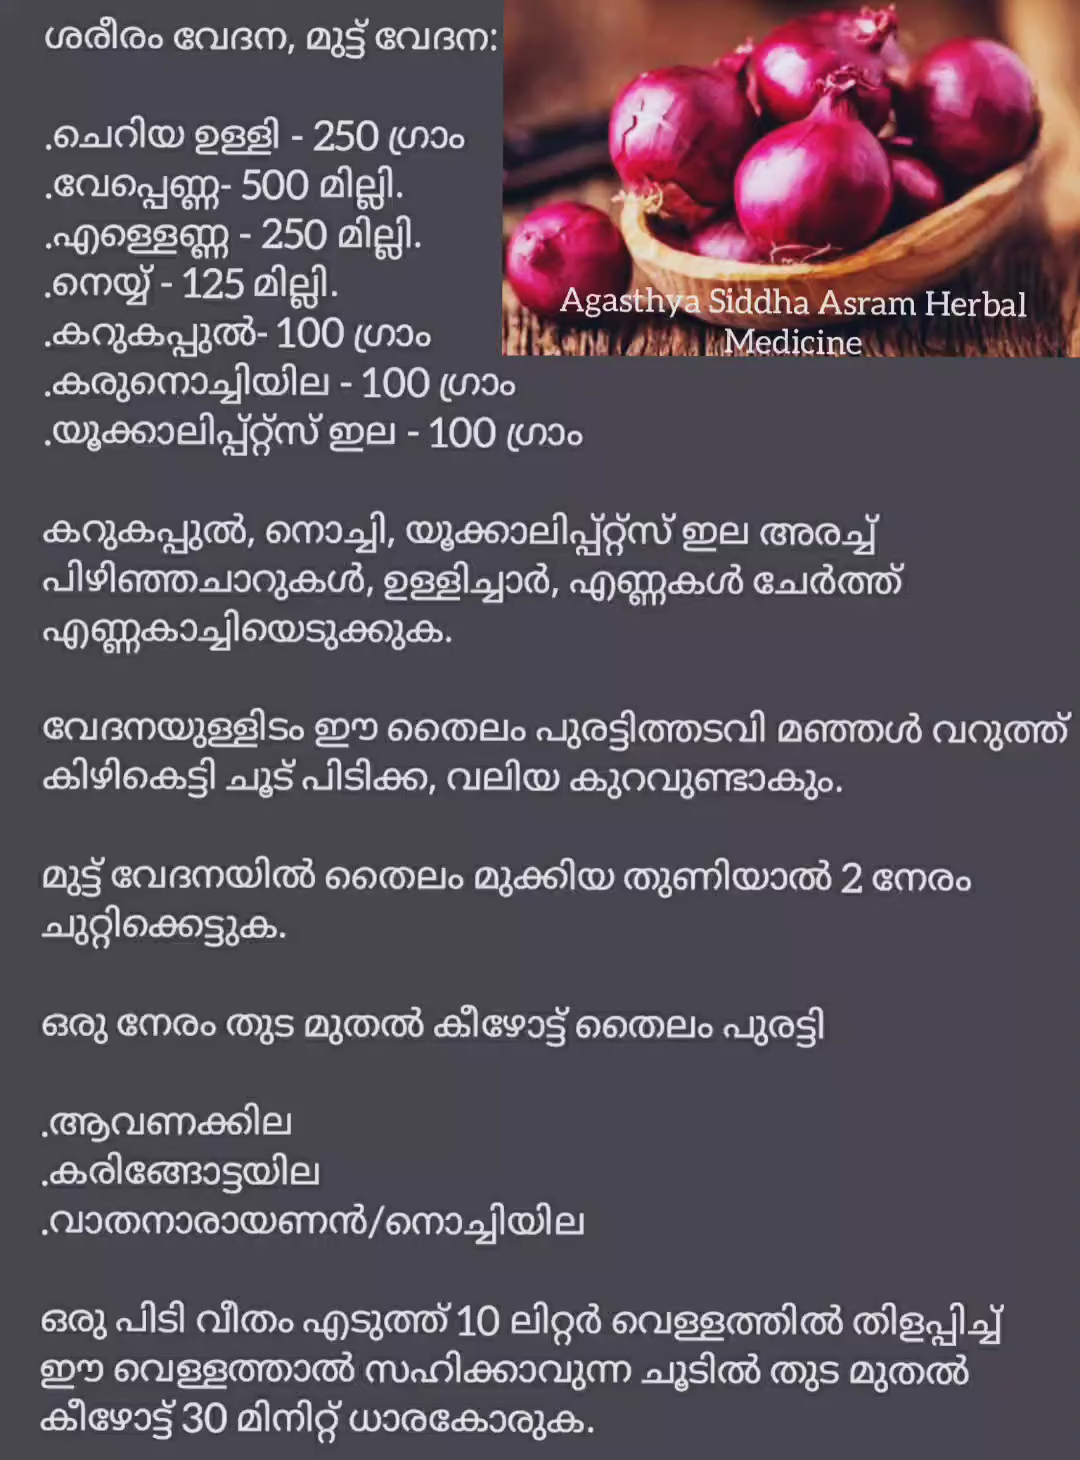 ശരീരം വേദന, മുട്ട് വേദന:
.ചെറിയ ഉള്ളി - 250 ഗ്രാം
.വേപ്പെണ്ണ- 500 മില്ലി.
.എള്ളെണ്ണ - 250 മില്ലി.
.നെയ്യ് - 125 മില്ലി.
.കറുകപ്പുൽ- 100 ഗ്രാം
.കരുനൊച്ചിയില - 100 ഗ്രാം
.യൂക്കാലിപ്പ്റ്റ്സ് ഇല - 100 ഗ്രാം
Agasthya Siddha Asram Herbal
Medicine
കറുകപ്പുൽ, നൊച്ചി, യൂക്കാലിപ്പ്റ്റ്സ് ഇല അരച്ച്
പിഴിഞ്ഞചാറുകൾ, ഉള്ളിച്ചാർ, എണ്ണകൾ ചേർത്ത്
എണ്ണകാച്ചിയെടുക്കുക.
വേദനയുള്ളിടം ഈ തൈലം പുരട്ടിത്തടവി മഞ്ഞൾ വറുത്ത്
കിഴികെട്ടി ചൂട് പിടിക്ക, വലിയ കുറവുണ്ടാകും.
മുട്ട് വേദനയിൽ തൈലം മുക്കിയ തുണിയാൽ 2 നേരം
ചുറ്റിക്കെട്ടുക.
ഒരു നേരം തുട മുതൽ കീഴോട്ട് തൈലം പുരട്ടി
.ആവണക്കില
.കരിങ്ങോട്ടയില
.വാതനാരായണൻ/നൊച്ചിയില
ഒരു പിടി വീതം എടുത്ത് 10 ലിറ്റർ വെള്ളത്തിൽ തിളപ്പിച്ച്
ഈ വെള്ളത്താൽ സഹിക്കാവുന്ന ചൂടിൽ തുട മുതൽ
കീഴോട്ട് 30 മിനിറ്റ് ധാരകോരുക.